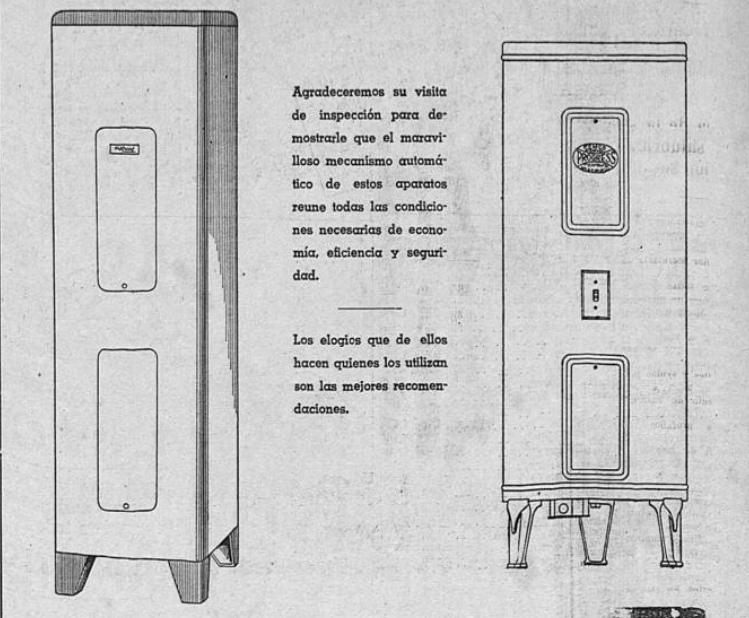 Agradeceremos su visita
de inspección para de-
mostrarle que el maravi-
lloso mecanismo automá-
tico de estos aparatos
reune todas las condicio-
nes necesarias de econo-
mía, eficiencia y seguri-
dad.
Los elogios que de ellos
hacen quienes los utilizan
son las mejores recomen-
daciones.
PROGRESS